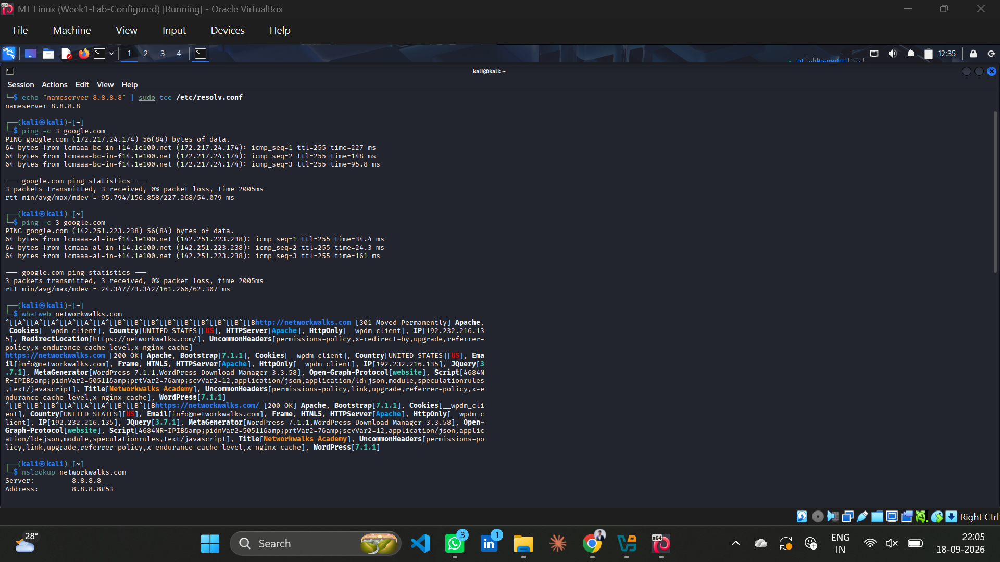 MT Linux (Week1-Lab-Configured) [Running] - Oracle VirtualBox
File Machine View Input Devices Help
1 2 3 4 12:35
kali@kali: ~
Session Actions Edit View Help
└─$ echo "nameserver 8.8.8.8" | sudo tee /etc/resolv.conf
nameserver 8.8.8.8
┌──(kali㉿kali)-[~]
└─$ ping -c 3 google.com
PING google.com (172.217.24.174) 56(84) bytes of data.
64 bytes from lcmaaa-bc-in-f14.1e100.net (172.217.24.174): icmp_seq=1 ttl=255 time=227 ms
64 bytes from lcmaaa-bc-in-f14.1e100.net (172.217.24.174): icmp_seq=2 ttl=255 time=148 ms
64 bytes from lcmaaa-bc-in-f14.1e100.net (172.217.24.174): icmp_seq=3 ttl=255 time=95.8 ms
--- google.com ping statistics ---
3 packets transmitted, 3 received, 0% packet loss, time 2005ms
rtt min/avg/max/mdev = 95.794/156.858/227.268/54.079 ms
┌──(kali㉿kali)-[~]
└─$ ping -c 3 google.com
PING google.com (142.251.223.238) 56(84) bytes of data.
64 bytes from lcmaaa-al-in-f14.1e100.net (142.251.223.238): icmp_seq=1 ttl=255 time=34.4 ms
64 bytes from lcmaaa-al-in-f14.1e100.net (142.251.223.238): icmp_seq=2 ttl=255 time=24.3 ms
64 bytes from lcmaaa-al-in-f14.1e100.net (142.251.223.238): icmp_seq=3 ttl=255 time=161 ms
--- google.com ping statistics ---
3 packets transmitted, 3 received, 0% packet loss, time 2005ms
rtt min/avg/max/mdev = 24.347/73.342/161.266/62.307 ms
┌──(kali㉿kali)-[~]
└─$ whatweb networkwalks.com
^[[A^[[A^[[A^[[A^[[A^[[A^[[B^[[B^[[B^[[B^[[B^[[B^[[B^[[B^[[Bhttp://networkwalks.com [301 Moved Permanently] Apache,
Cookies[__wpdm_client], Country[UNITED STATES][US], HTTPServer[Apache], HttpOnly[__wpdm_client], IP[192.232.216.13
5], RedirectLocation[https://networkwalks.com/], UncommonHeaders[permissions-policy,x-redirect-by,upgrade,referrer-
policy,x-endurance-cache-level,x-nginx-cache]
https://networkwalks.com [200 OK] Apache, Bootstrap[7.1.1], Cookies[__wpdm_client], Country[UNITED STATES][US], Ema
il[info@networkwalks.com], Frame, HTML5, HTTPServer[Apache], HttpOnly[__wpdm_client], IP[192.232.216.135], JQuery[3
.7.1], MetaGenerator[WordPress 7.1.1,WordPress Download Manager 3.3.58], Open-Graph-Protocol[website], Script[4684N
R-IPIB&amp;pidnVar2=50511&amp;prtVar2=7&amp;scvVar2=12,application/json,application/ld+json,module,speculationrules
,text/javascript], Title[Networkwalks Academy], UncommonHeaders[permissions-policy,link,upgrade,referrer-policy,x-e
ndurance-cache-level,x-nginx-cache], WordPress[7.1.1]
^[[B^[[B^[[B^[[A^[[A^[[A^[[B^[[B^[[Bhttps://networkwalks.com/ [200 OK] Apache, Bootstrap[7.1.1], Cookies[__wpdm_cli
ent], Country[UNITED STATES][US], Email[info@networkwalks.com], Frame, HTML5, HTTPServer[Apache], HttpOnly[__wpdm_c
lient], IP[192.232.216.135], JQuery[3.7.1], MetaGenerator[WordPress 7.1.1,WordPress Download Manager 3.3.58], Open-
Graph-Protocol[website], Script[4684NR-IPIB&amp;pidnVar2=50511&amp;prtVar2=7&amp;scvVar2=12,application/json,applic
ation/ld+json,module,speculationrules,text/javascript], Title[Networkwalks Academy], UncommonHeaders[permissions-po
licy,link,upgrade,referrer-policy,x-endurance-cache-level,x-nginx-cache], WordPress[7.1.1]
┌──(kali㉿kali)-[~]
└─$ nslookup networkwalks.com
Server: 8.8.8.8
Address: 8.8.8.8#53
Right Ctrl
28° Search 3 1 x64 ENG 22:05
IN 18-09-2026